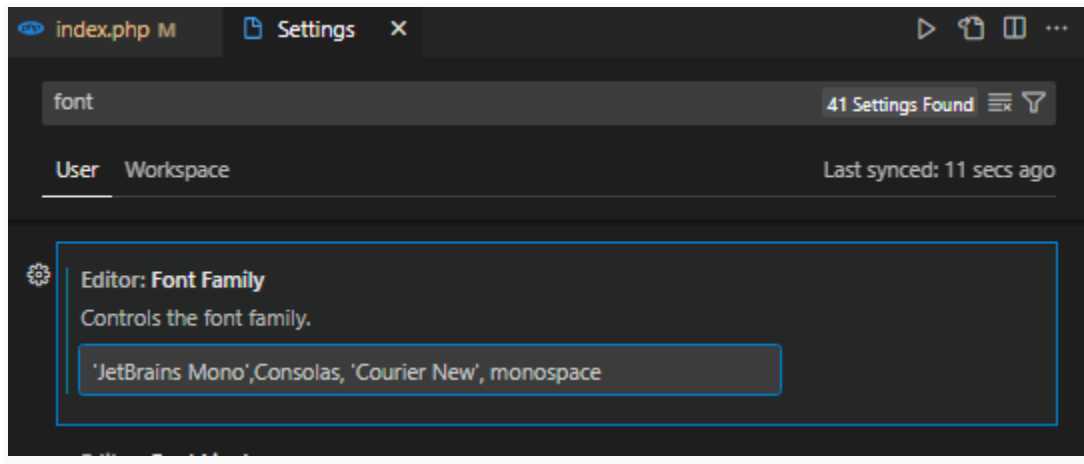 index.php M
Settings
font
41 Settings Found
User Workspace
Last synced: 11 secs ago
Editor: Font Family
Controls the font family.
'JetBrains Mono',Consolas, 'Courier New', monospace